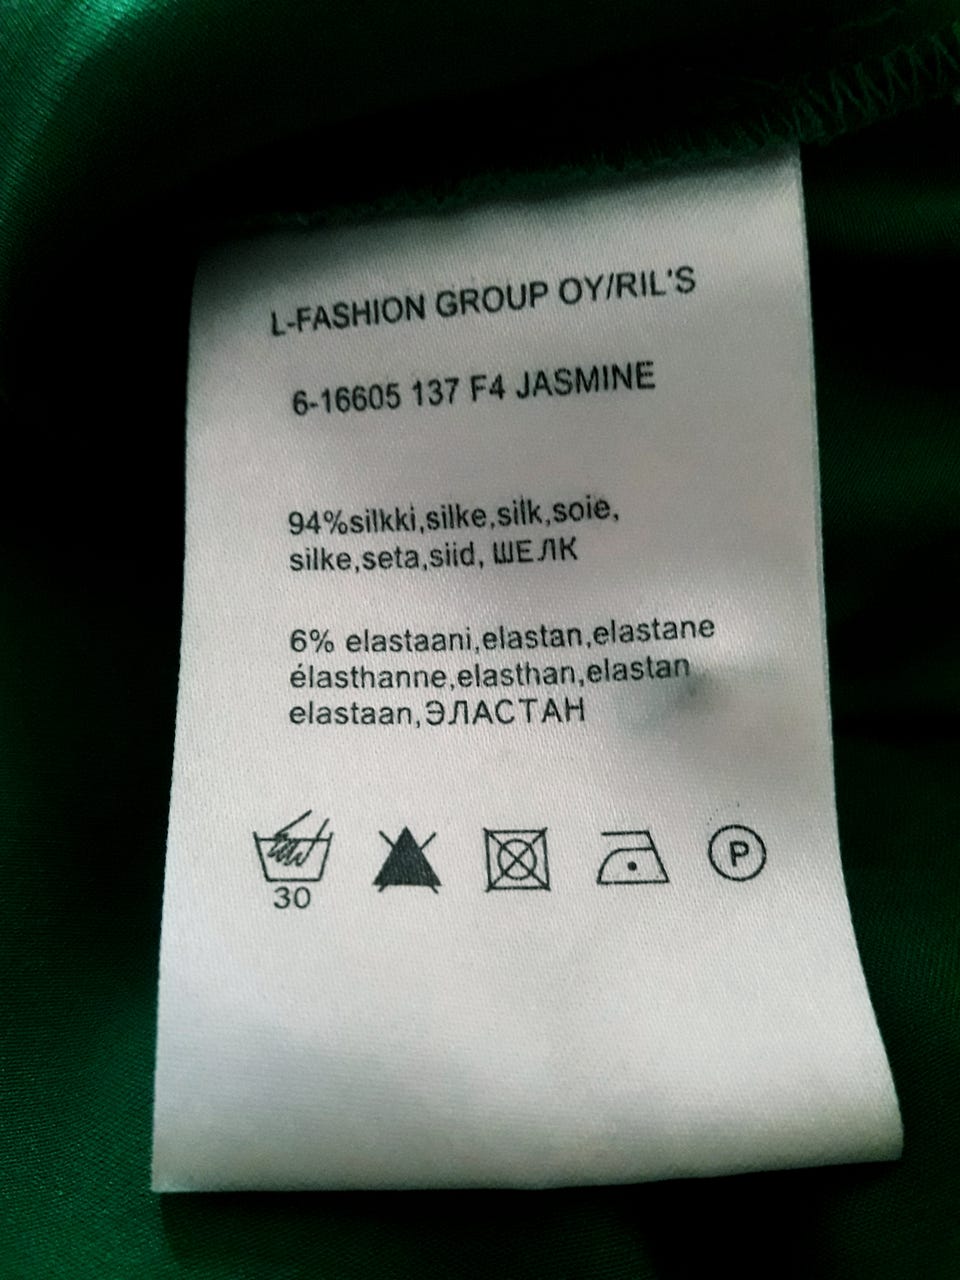 L-FASHION GROUP OY/RIL'S
6-16605 137 F4 JASMINE
94%silkki,silke,silk,soie,
silke,seta,siid, ШЕЛК
6% elastaani,elastan,elastane
élasthanne,elasthan,elastan
elastaan,ЭЛАСТАН
30
P